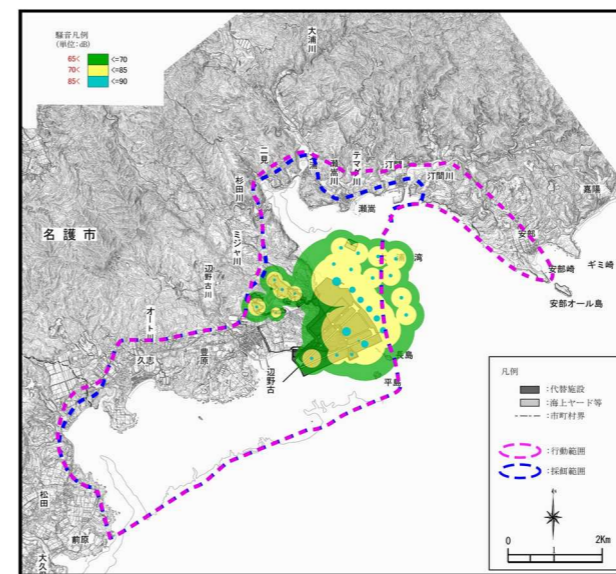 騒音凡例
(単位:dB)
65< <=70
70< <=85
85< <=90
大浦川
二見
瀬嵩川
テマダ川
汀間
汀間川
嘉陽
杉田川
瀬嵩
名護市
ミジャ川
安部
ギミ崎
安部崎
湾
安部オール島
辺野古川
オート川
久志
豊原
辺野古
長島
平島
松田
前原
大久
凡例
:代替施設
:海上ヤード等
:市町村界
:行動範囲
:採餌範囲
0 2Km